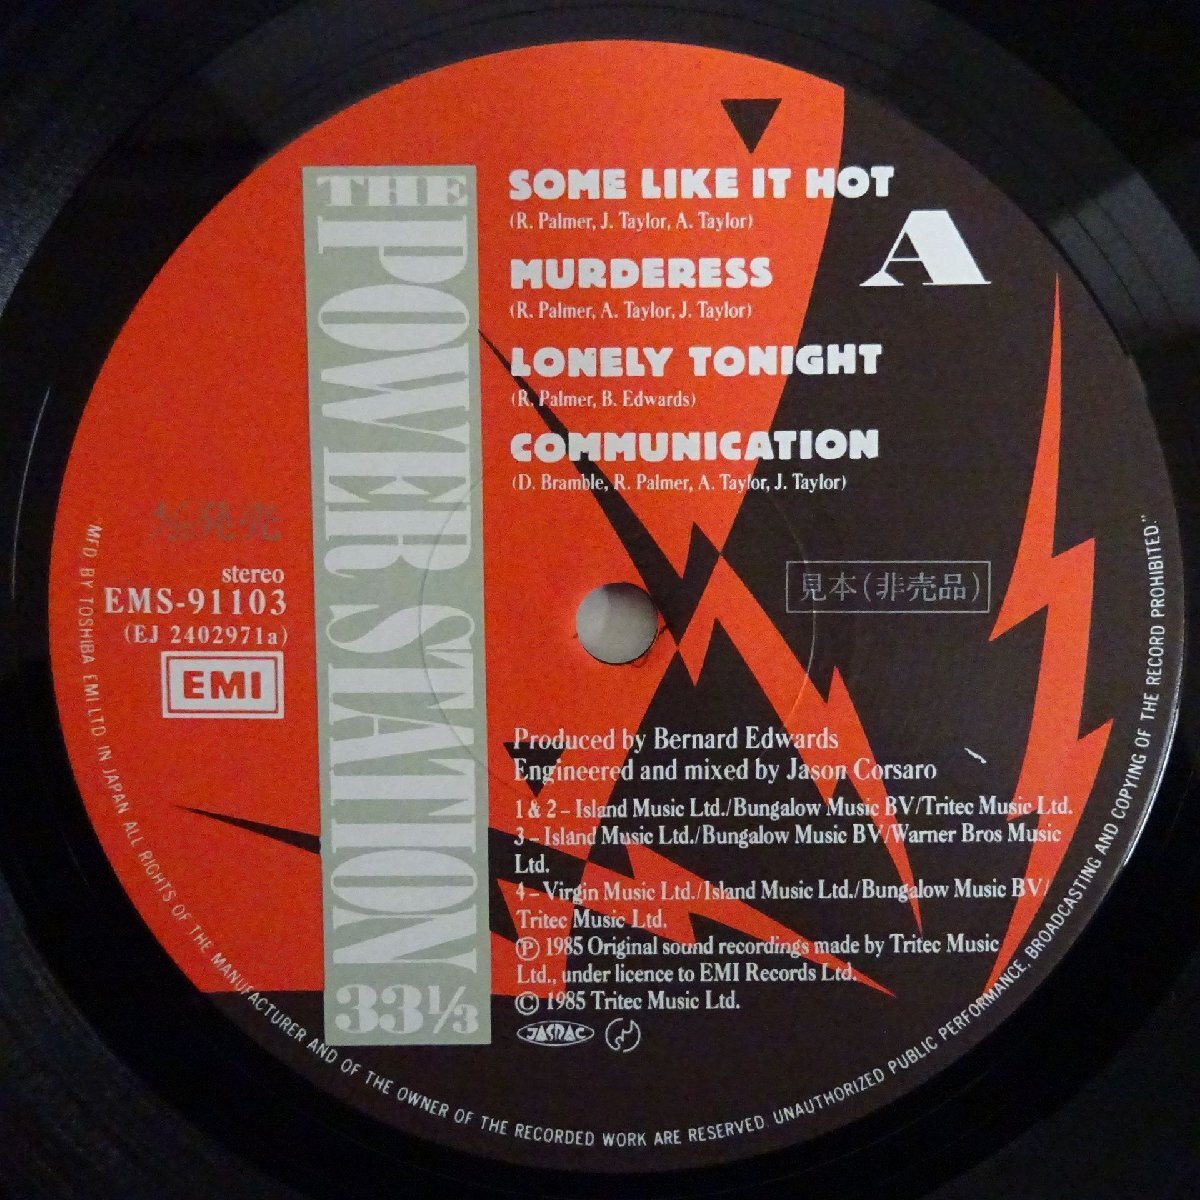 THE
POWER STATION
33⅓
SOME LIKE IT HOT
(R. Palmer, J. Taylor, A. Taylor)
MURDERESS
(R. Palmer, A. Taylor, J. Taylor)
LONELY TONIGHT
(R. Palmer, B. Edwards)
COMMUNICATION
(D. Bramble, R. Palmer, A. Taylor, J. Taylor)
A
発売
stereo
EMS-91103
(EJ 2402971a)
EMI
見本(非売品)
Produced by Bernard Edwards
Engineered and mixed by Jason Corsaro
1 & 2 – Island Music Ltd./Bungalow Music BV/Tritec Music Ltd.
3 – Island Music Ltd./Bungalow Music BV/Warner Bros Music
Ltd.
4 – Virgin Music Ltd./Island Music Ltd./Bungalow Music BV/
Tritec Music Ltd.
Ⓟ 1985 Original sound recordings made by Tritec Music
Ltd., under licence to EMI Records Ltd.
© 1985 Tritec Music Ltd.
JASRAC
"MFD BY TOSHIBA EMI LTD IN JAPAN ALL RIGHTS OF THE MANUFACTURER AND OF THE OWNER OF THE RECORDED WORK ARE RESERVED. UNAUTHORIZED PUBLIC PERFORMANCE, BROADCASTING AND COPYING OF THE RECORD PROHIBITED."